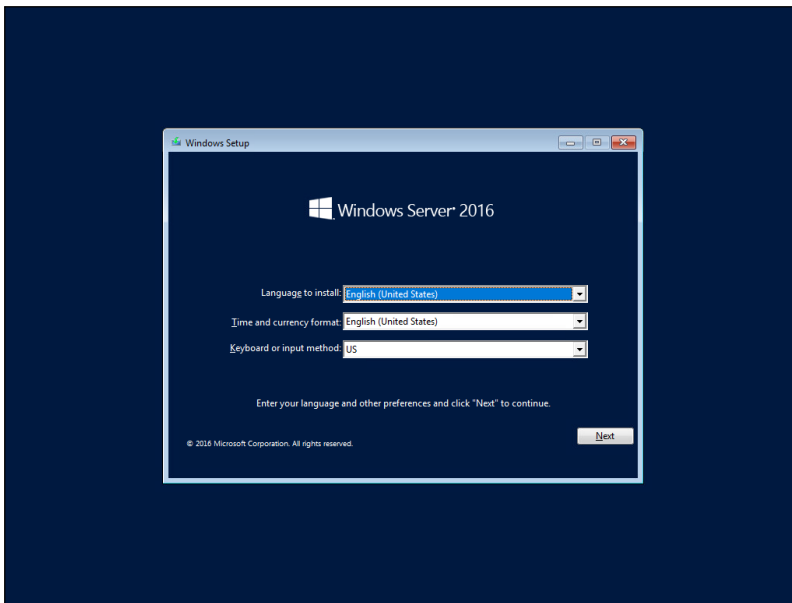 Windows Setup
Windows Server® 2016
Language to install: English (United States)
Time and currency format: English (United States)
Keyboard or input method: US
Enter your language and other preferences and click "Next" to continue.
Next
© 2016 Microsoft Corporation. All rights reserved.